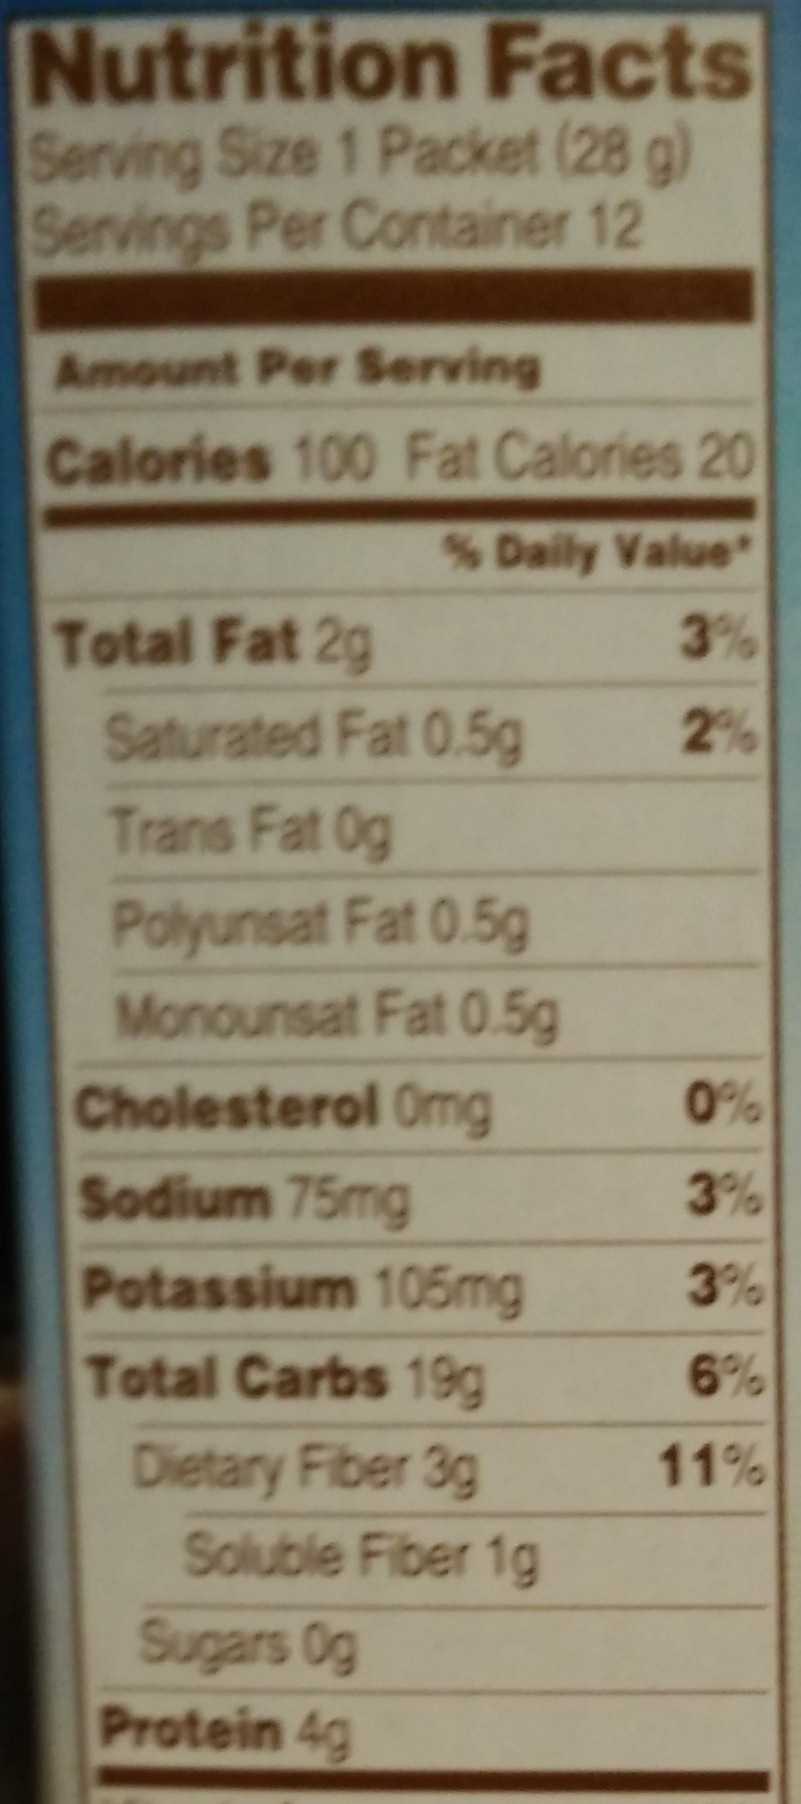 Nutrition Facts
Serving Size 1 Packet (28 g)
Servings Per Container 12
Amount Per Serving
Calories 100 Fat Calories 20
% Daily Value*
Total Fat 2g 3%
Saturated Fat 0.5g 2%
Trans Fat 0g
Polyunsat Fat 0.5g
Monounsat Fat 0.5g
Cholesterol 0mg 0%
Sodium 75mg 3%
Potassium 105mg 3%
Total Carbs 19g 6%
Dietary Fiber 3g 11%
Soluble Fiber 1g
Sugars 0g
Protein 4g